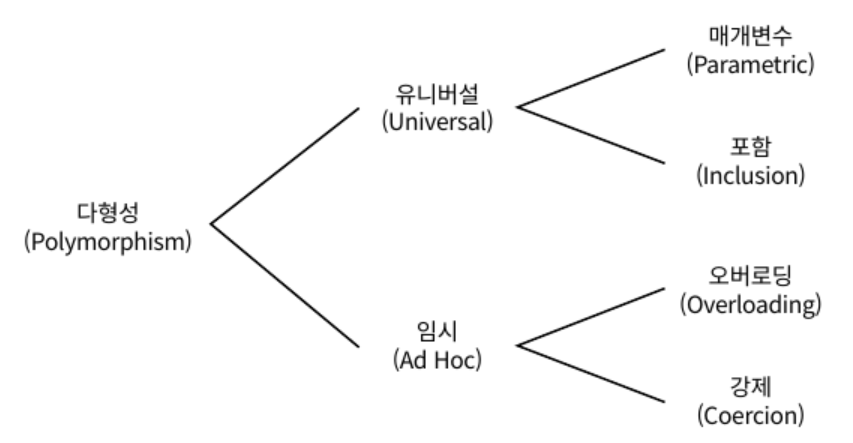 다형성
(Polymorphism)
유니버설
(Universal)
임시
(Ad Hoc)
매개변수
(Parametric)
포함
(Inclusion)
오버로딩
(Overloading)
강제
(Coercion)